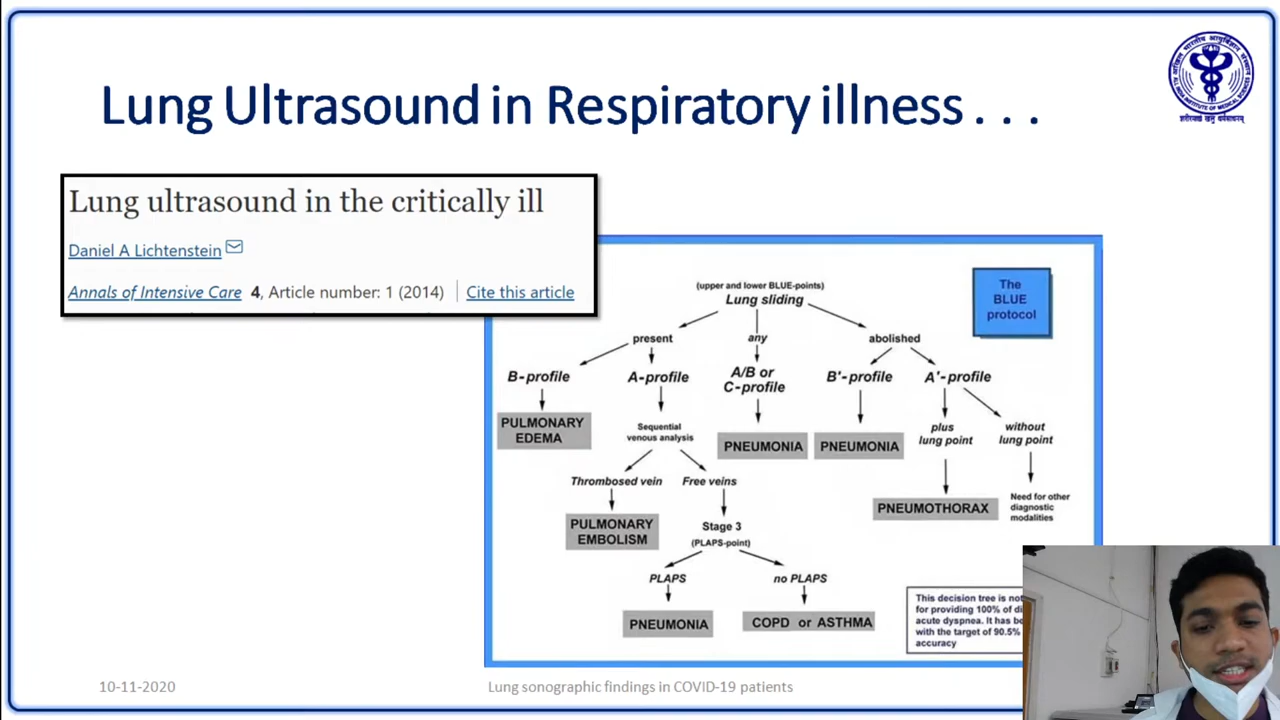 Lung Ultrasound in Respiratory illness . . .
Lung ultrasound in the critically ill
Daniel A Lichtenstein
Annals of Intensive Care 4, Article number: 1 (2014) Cite this article
(upper and lower BLUE-points)
Lung sliding
The
BLUE
protocol
present
any
abolished
B-profile
A-profile
A/B or
C-profile
B'-profile
A'-profile
PULMONARY
EDEMA
Sequential
venous analysis
PNEUMONIA
PNEUMONIA
plus
lung point
without
lung point
Thrombosed vein
Free veins
PNEUMOTHORAX
Need for other
diagnostic
modalities
PULMONARY
EMBOLISM
Stage 3
(PLAPS-point)
PLAPS
no PLAPS
PNEUMONIA
COPD or ASTHMA
This decision tree is not
for providing 100% of
acute dyspnea. It has
with the target of 90.5%
accuracy
10-11-2020
Lung sonographic findings in COVID-19 patients